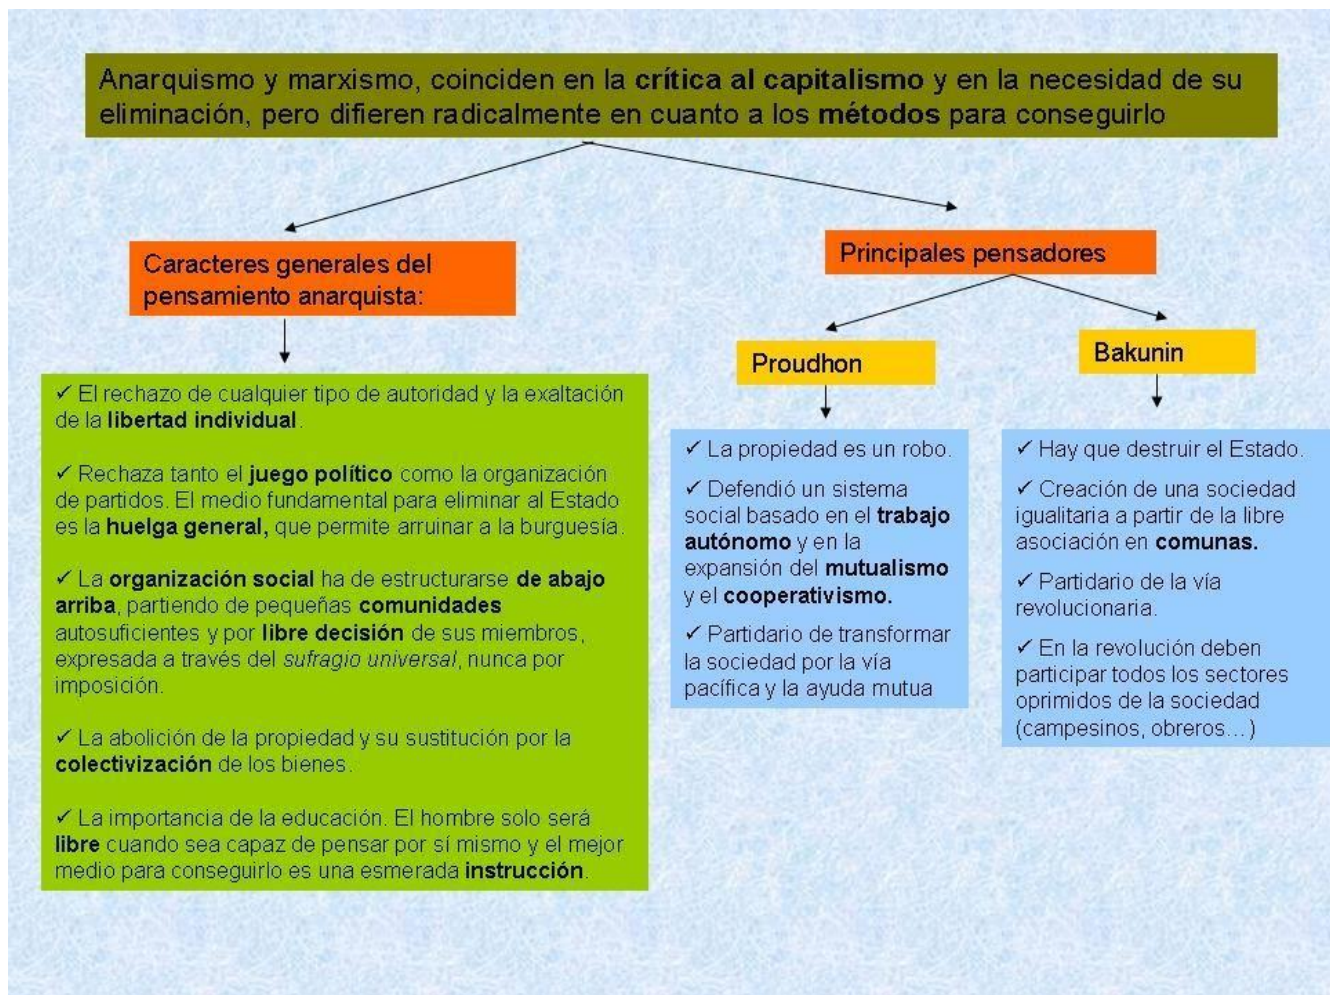 Anarquismo y marxismo, coinciden en la crítica al capitalismo y en la necesidad de su
eliminación, pero difieren radicalmente en cuanto a los métodos para conseguirlo
Caracteres generales del
pensamiento anarquista:
✓ El rechazo de cualquier tipo de autoridad y la exaltación
de la libertad individual.
✓ Rechaza tanto el juego político como la organización
de partidos. El medio fundamental para eliminar al Estado
es la huelga general, que permite arruinar a la burguesía.
✓ La organización social ha de estructurarse de abajo
arriba, partiendo de pequeñas comunidades
autosuficientes y por libre decisión de sus miembros,
expresada a través del sufragio universal, nunca por
imposición.
✓ La abolición de la propiedad y su sustitución por la
colectivización de los bienes.
✓ La importancia de la educación. El hombre solo será
libre cuando sea capaz de pensar por sí mismo y el mejor
medio para conseguirlo es una esmerada instrucción.
Principales pensadores
Proudhon
✓ La propiedad es un robo.
✓ Defendió un sistema
social basado en el trabajo
autónomo y en la
expansión del mutualismo
y el cooperativismo.
✓ Partidario de transformar
la sociedad por la vía
pacífica y la ayuda mutua
Bakunin
✓ Hay que destruir el Estado.
✓ Creación de una sociedad
igualitaria a partir de la libre
asociación en comunas.
✓ Partidario de la vía
revolucionaria.
✓ En la revolución deben
participar todos los sectores
oprimidos de la sociedad
(campesinos, obreros…)